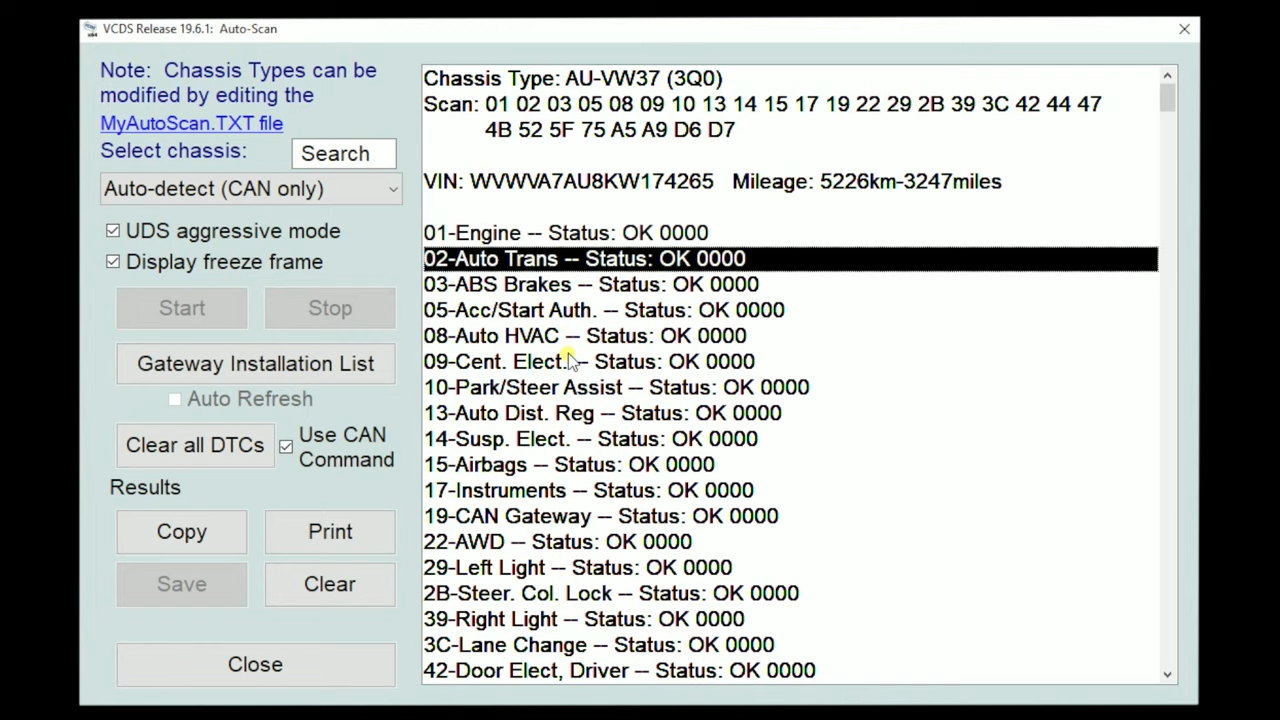 VCDS Release 19.6.1: Auto-Scan
Note: Chassis Types can be
modified by editing the
MyAutoScan.TXT file
Select chassis:
Search
Auto-detect (CAN only)
UDS aggressive mode
Display freeze frame
Start
Stop
Gateway Installation List
Auto Refresh
Clear all DTCs
Use CAN
Command
Results
Copy
Print
Save
Clear
Close
Chassis Type: AU-VW37 (3Q0)
Scan: 01 02 03 05 08 09 10 13 14 15 17 19 22 29 2B 39 3C 42 44 47
4B 52 5F 75 A5 A9 D6 D7
VIN: WVWVA7AU8KW174265 Mileage: 5226km-3247miles
01-Engine -- Status: OK 0000
02-Auto Trans -- Status: OK 0000
03-ABS Brakes -- Status: OK 0000
05-Acc/Start Auth. -- Status: OK 0000
08-Auto HVAC -- Status: OK 0000
09-Cent. Elect. -- Status: OK 0000
10-Park/Steer Assist -- Status: OK 0000
13-Auto Dist. Reg -- Status: OK 0000
14-Susp. Elect. -- Status: OK 0000
15-Airbags -- Status: OK 0000
17-Instruments -- Status: OK 0000
19-CAN Gateway -- Status: OK 0000
22-AWD -- Status: OK 0000
29-Left Light -- Status: OK 0000
2B-Steer. Col. Lock -- Status: OK 0000
39-Right Light -- Status: OK 0000
3C-Lane Change -- Status: OK 0000
42-Door Elect, Driver -- Status: OK 0000